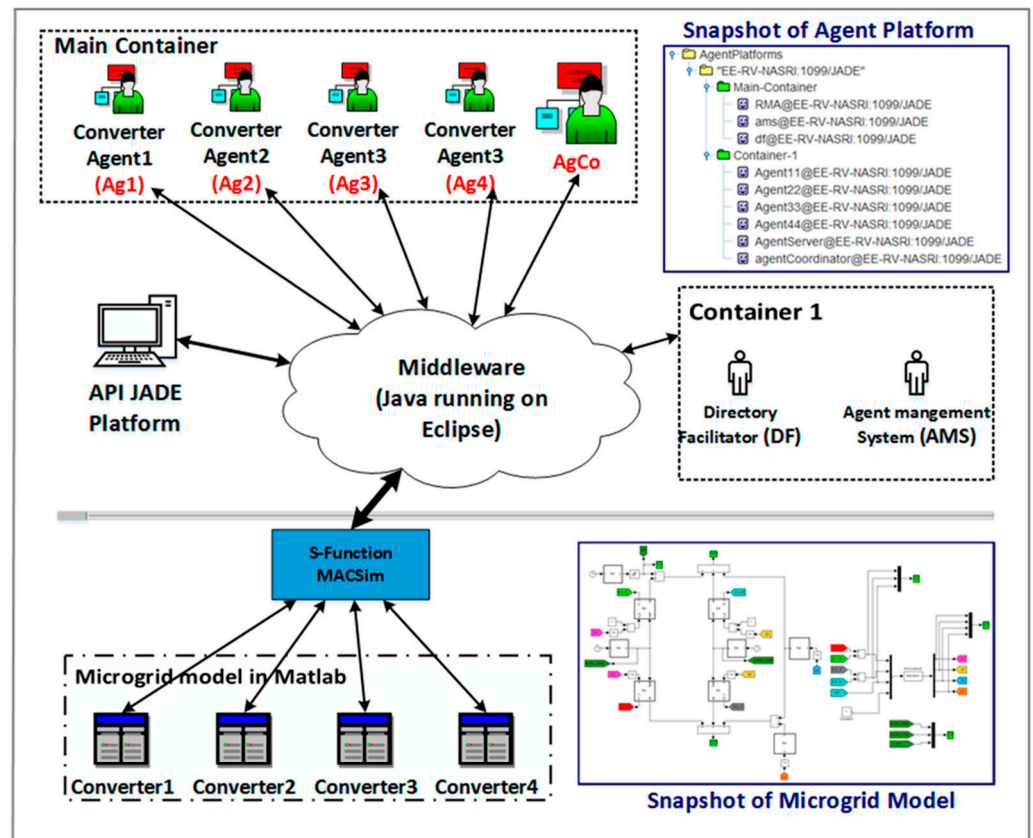 Main Container
Converter
Agent1
(Ag1)
Converter
Agent2
(Ag2)
Converter
Agent3
(Ag3)
Converter
Agent3
(Ag4)
AgCo
Snapshot of Agent Platform
AgentPlatforms
"EE-RV-NASRI:1099/JADE"
Main-Container
RMA@EE-RV-NASRI:1099/JADE
ams@EE-RV-NASRI:1099/JADE
df@EE-RV-NASRI:1099/JADE
Container-1
Agent11@EE-RV-NASRI:1099/JADE
Agent22@EE-RV-NASRI:1099/JADE
Agent33@EE-RV-NASRI:1099/JADE
Agent44@EE-RV-NASRI:1099/JADE
AgentServer@EE-RV-NASRI:1099/JADE
agentCoordinator@EE-RV-NASRI:1099/JADE
API JADE
Platform
Middleware
(Java running on
Eclipse)
Container 1
Directory
Facilitator (DF)
Agent mangement
System (AMS)
S-Function
MACSim
Microgrid model in Matlab
Converter1
Converter2
Converter3
Converter4
Snapshot of Microgrid Model